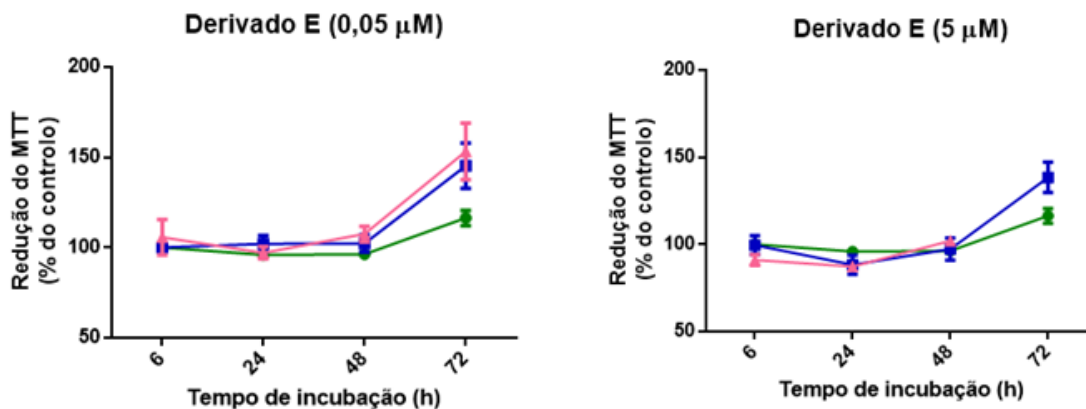 Derivado E (0,05 µM)
200
150
100
50
Redução do MTT
(% do controlo)
6
24
48
72
Tempo de incubação (h)
Derivado E (5 µM)
200
150
100
50
Redução do MTT
(% do controlo)
6
24
48
72
Tempo de incubação (h)